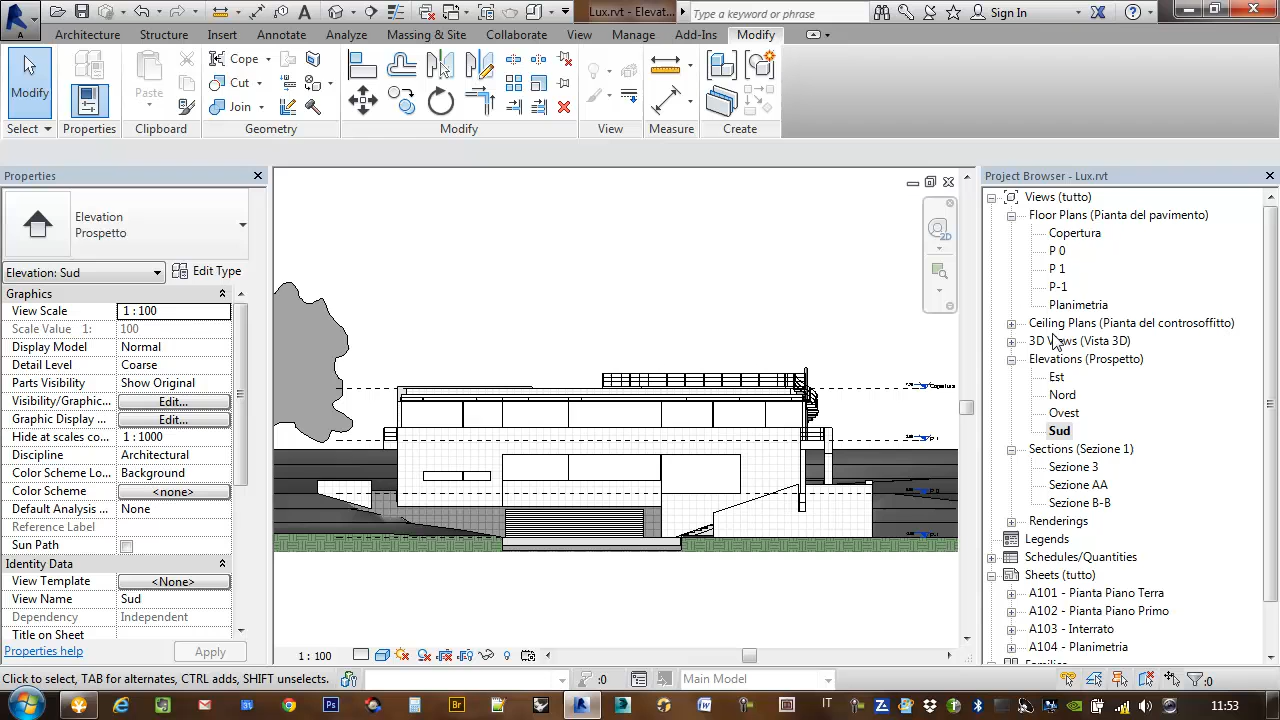 Lux.rvt - Elevat...
Type a keyword or phrase
Sign In
Architecture Structure Insert Annotate Analyze Massing & Site Collaborate View Manage Add-Ins Modify
Modify
Paste
Cope
Cut
Join
Select Properties Clipboard Geometry Modify View Measure Create
Properties
Elevation
Prospetto
Elevation: Sud
Edit Type
Graphics
View Scale 1 : 100
Scale Value 1: 100
Display Model Normal
Detail Level Coarse
Parts Visibility Show Original
Visibility/Graphic... Edit...
Graphic Display ... Edit...
Hide at scales co... 1 : 1000
Discipline Architectural
Color Scheme Lo... Background
Color Scheme <none>
Default Analysis ... None
Reference Label
Sun Path
Identity Data
View Template <None>
View Name Sud
Dependency Independent
Title on Sheet
Properties help
Apply
2D
Copertura
1 : 100
Project Browser - Lux.rvt
Views (tutto)
Floor Plans (Pianta del pavimento)
Copertura
P 0
P 1
P-1
Planimetria
Ceiling Plans (Pianta del controsoffitto)
3D Views (Vista 3D)
Elevations (Prospetto)
Est
Nord
Ovest
Sud
Sections (Sezione 1)
Sezione 3
Sezione AA
Sezione B-B
Renderings
Legends
Schedules/Quantities
Sheets (tutto)
A101 - Pianta Piano Terra
A102 - Pianta Piano Primo
A103 - Interrato
A104 - Planimetria
Click to select, TAB for alternates, CTRL adds, SHIFT unselects.
:0
Main Model
:0
Ps
Br
IT
11:53